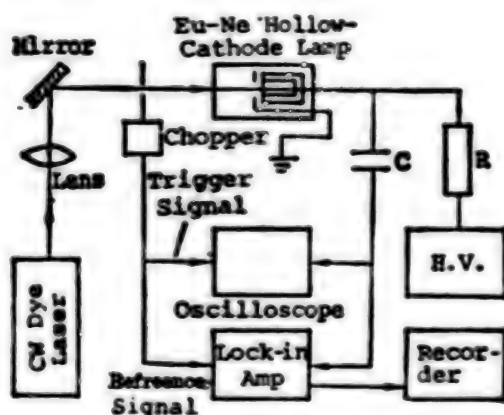 Eu-Ne Hollow-
Cathode Lamp
Mirror
Chopper
Lens
Trigger
Signal
C
R
H.V.
CW Dye
Laser
Oscilloscope
Lock-in
Amp
Recor-
der
Refreence
Signal